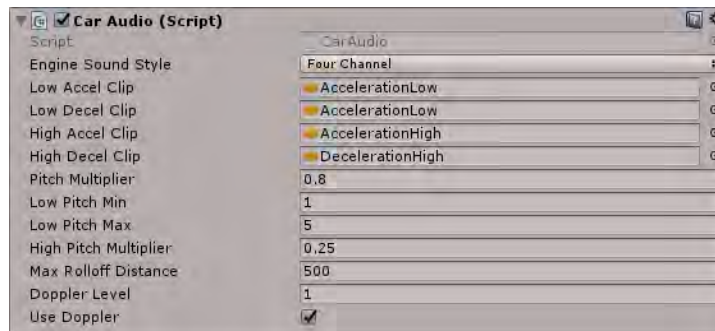 Car Audio (Script)
Script CarAudio
Engine Sound Style Four Channel
Low Accel Clip AccelerationLow
Low Decel Clip AccelerationLow
High Accel Clip AccelerationHigh
High Decel Clip DecelerationHigh
Pitch Multiplier 0.8
Low Pitch Min 1
Low Pitch Max 5
High Pitch Multiplier 0.25
Max Rolloff Distance 500
Doppler Level 1
Use Doppler